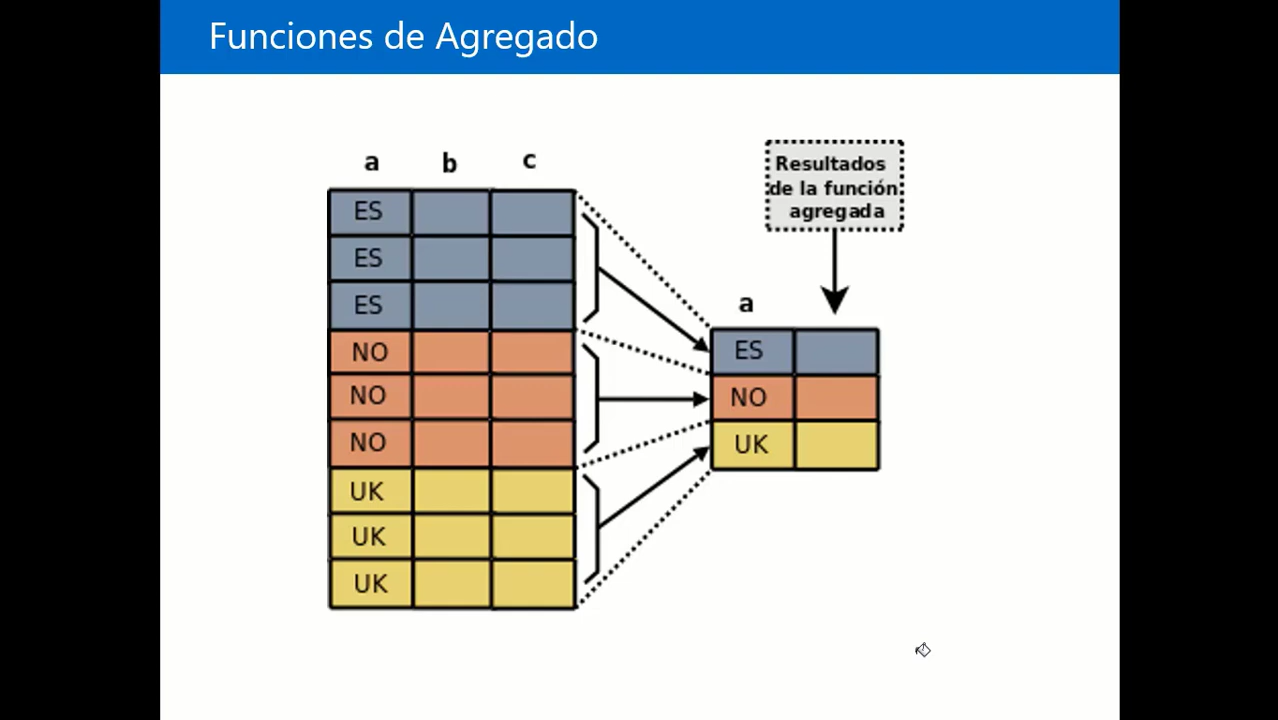 Funciones de Agregado
a b c
Resultados
de la función
agregada
ES
ES
ES
NO
NO
NO
UK
UK
UK
a
ES
NO
UK